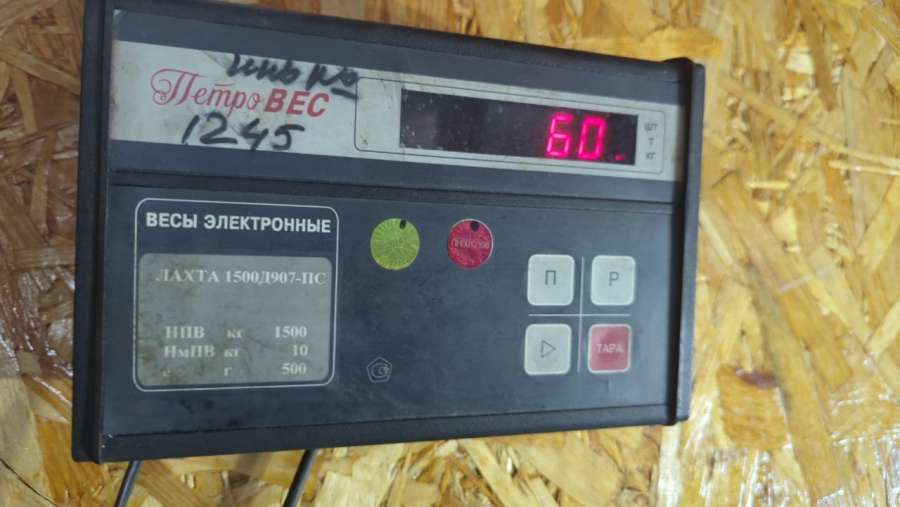 ПетроВЕС
1245
60
шт
т
кг
ВЕСЫ ЭЛЕКТРОННЫЕ
ЛАХТА 1500Д907-ПС
НПВ кг 1500
НмПВ кг 10
е г 500
П
Р
ТАРА